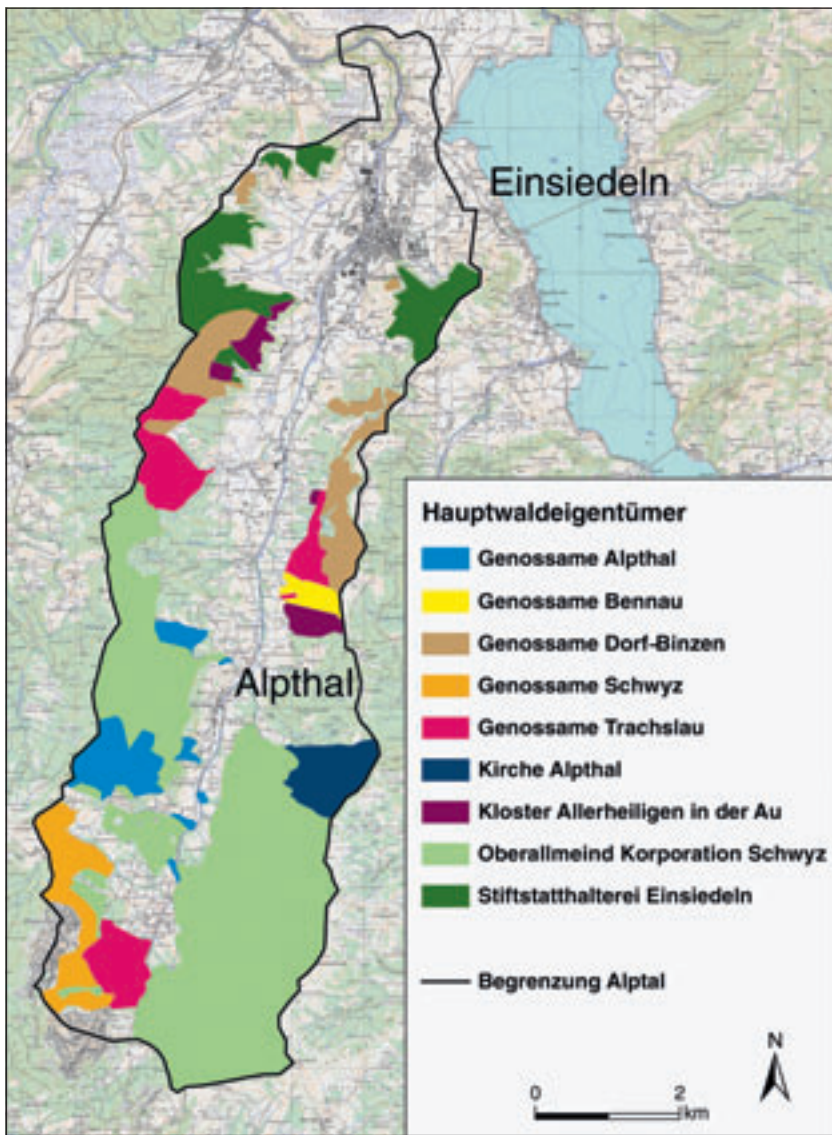 Einsiedeln
Alpthal
Hauptwaldeigentümer
Genossame Alpthal
Genossame Bennau
Genossame Dorf-Binzen
Genossame Schwyz
Genossame Trachslau
Kirche Alpthal
Kloster Allerheiligen in der Au
Oberallmeind Korporation Schwyz
Stiftstatthalterei Einsiedeln
Begrenzung Alptal
N
0 2
km